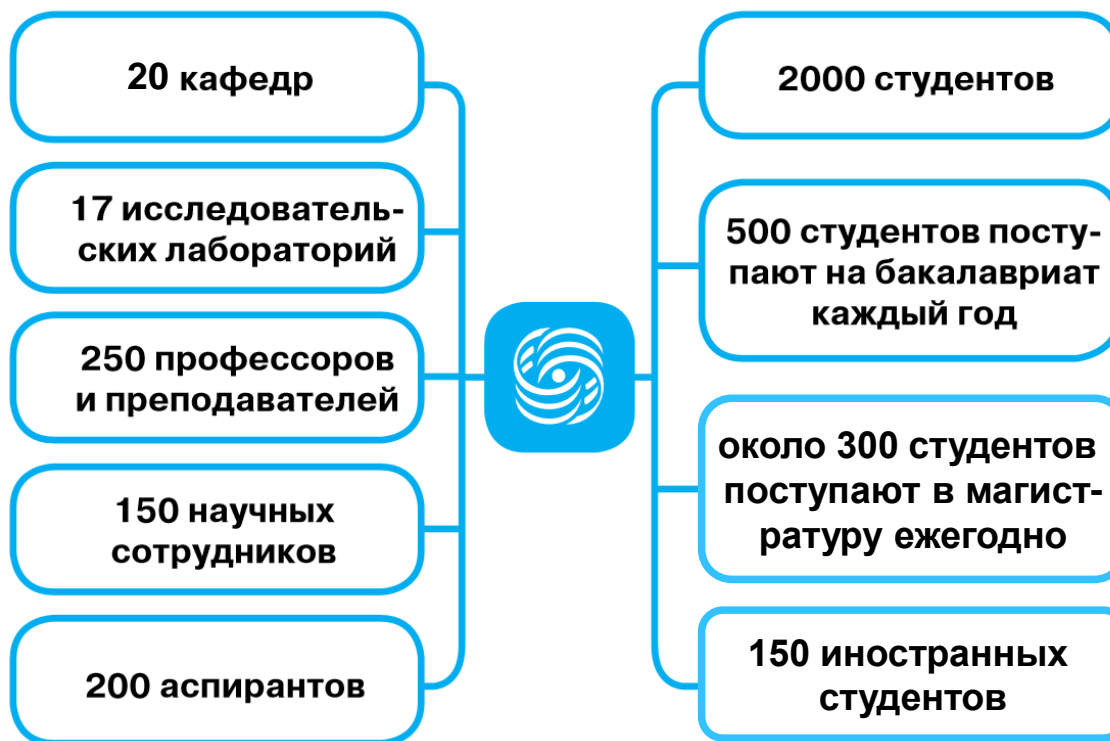 20 кафедр
17 исследователь-
ских лабораторий
250 профессоров
и преподавателей
150 научных
сотрудников
200 аспирантов
2000 студентов
500 студентов посту-
пают на бакалавриат
каждый год
около 300 студентов
поступают в магист-
ратуру ежегодно
150 иностранных
студентов